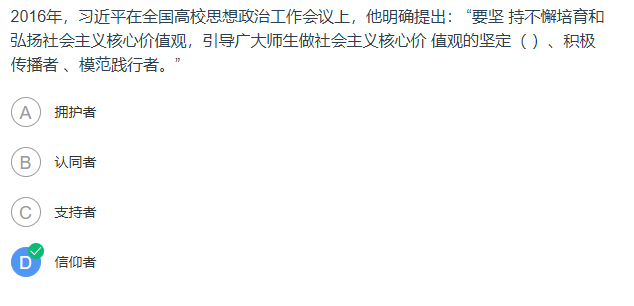 2016年，习近平在全国高校思想政治工作会议上，他明确提出：“要坚 持不懈培育和
弘扬社会主义核心价值观，引导广大师生做社会主义核心价 值观的坚定（ ）、积极
传播者 、模范践行者。”
A 拥护者
B 认同者
C 支持者
D 信仰者